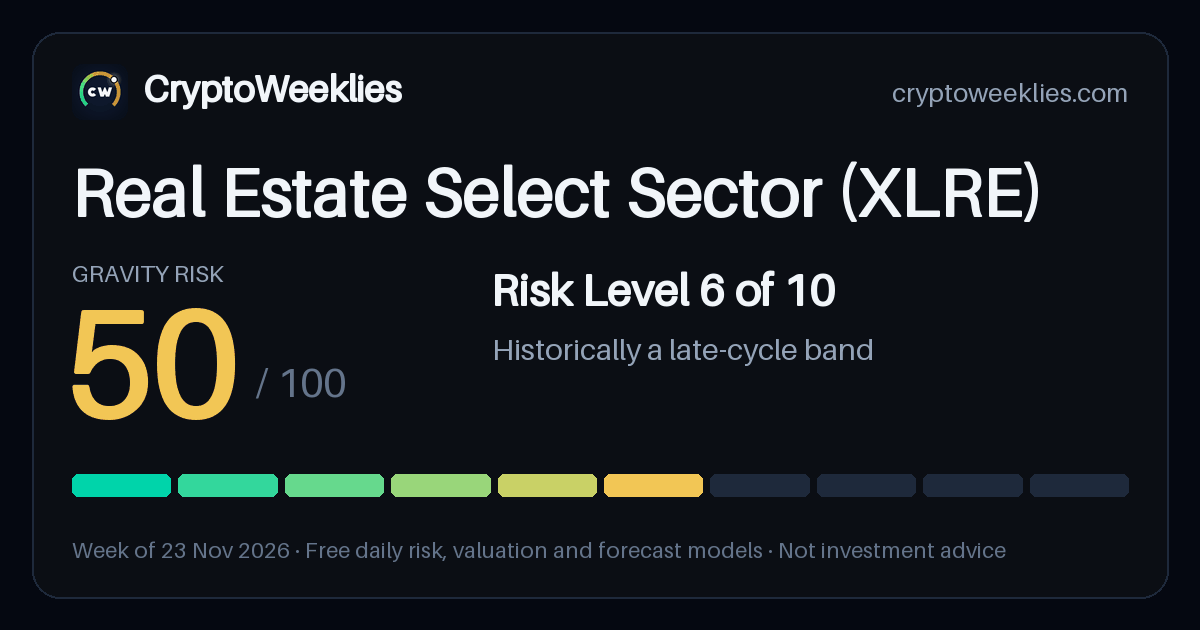 CW
CryptoWeeklies
cryptoweeklies.com
Real Estate Select Sector (XLRE)
GRAVITY RISK
50 / 100
Risk Level 6 of 10
Historically a late-cycle band
Week of 23 Nov 2026 · Free daily risk, valuation and forecast models · Not investment advice